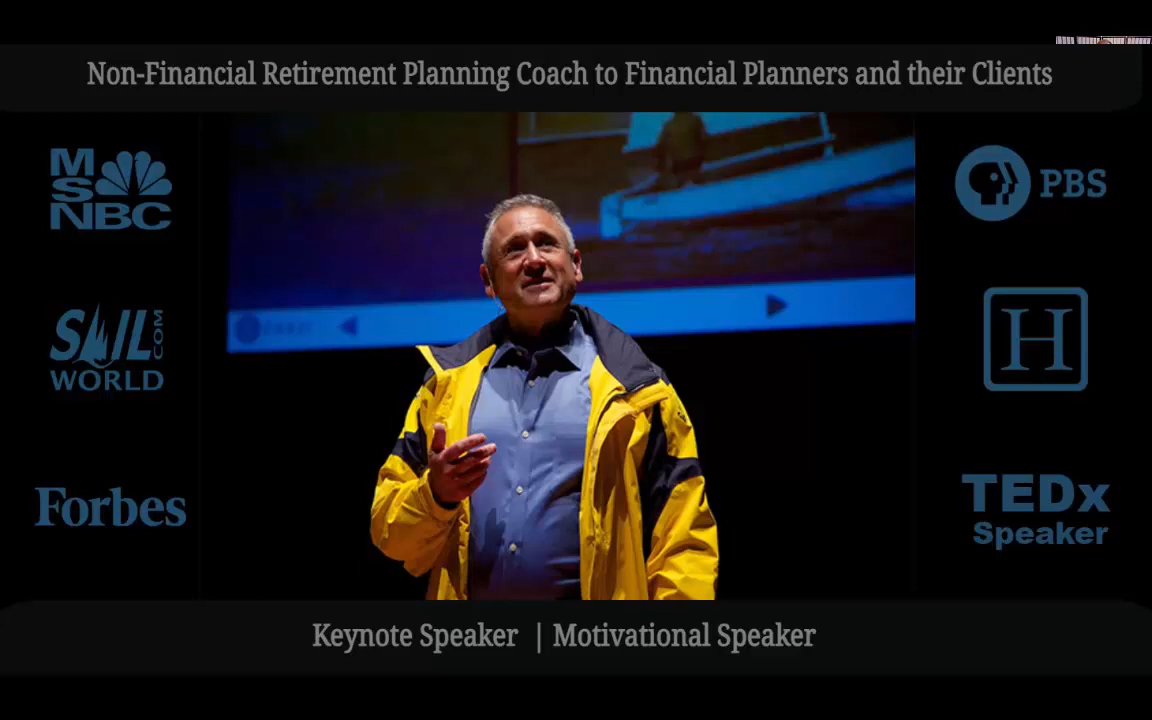 Non-Financial Retirement Planning Coach to Financial Planners and their Clients
MSNBC
SAIL.COM
WORLD
Forbes
PBS
H
TEDx
Speaker
Keynote Speaker | Motivational Speaker